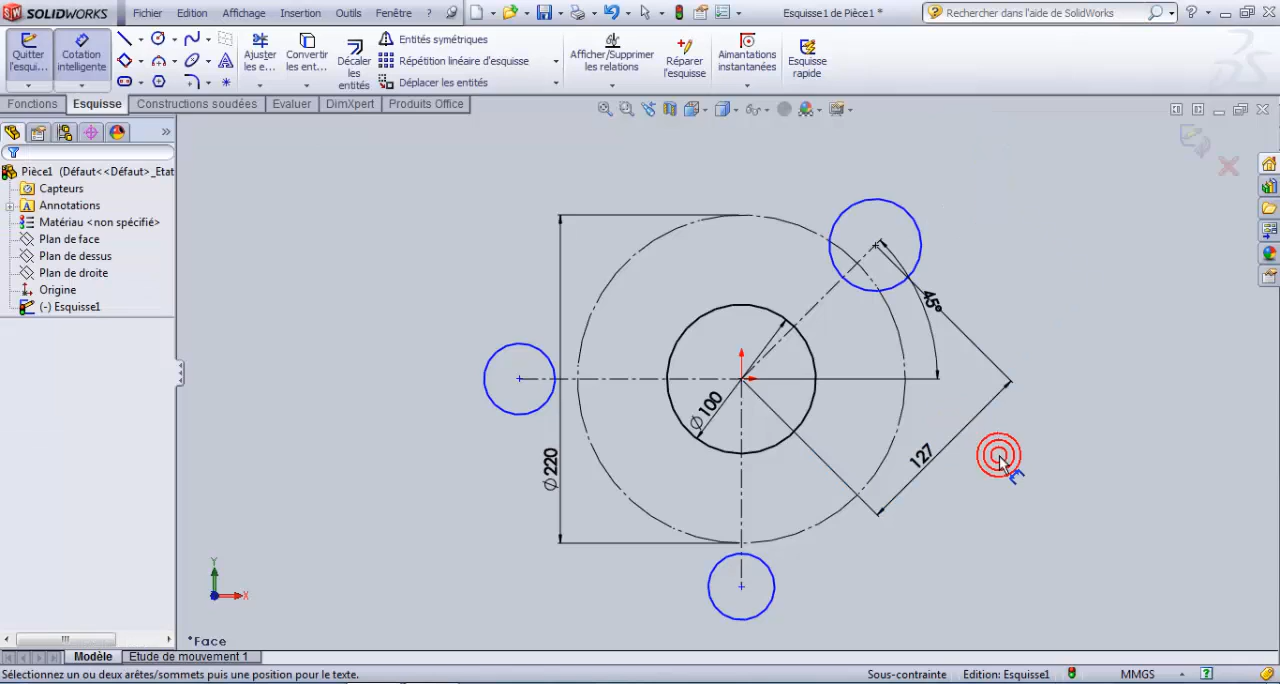 SW SOLIDWORKS
Fichier Edition Affichage Insertion Outils Fenêtre ?
Esquisse1 de Pièce1 *
Rechercher dans l'aide de SolidWorks
?
Quitter l'esqui...
Cotation intelligente
Ajuster les e...
Convertir les ent...
Décaler les entités
Entités symétriques
Répétition linéaire d'esquisse
Déplacer les entités
Afficher/Supprimer les relations
Réparer l'esquisse
Aimantations instantanées
Esquisse rapide
Fonctions Esquisse Constructions soudées Evaluer DimXpert Produits Office
»
Pièce1 (Défaut<<Défaut>_Etat
Capteurs
A Annotations
Matériau <non spécifié>
Plan de face
Plan de dessus
Plan de droite
Origine
(-) Esquisse1
45°
∅100
127
∅220
Y
X
*Face
Modèle Etude de mouvement 1
Sélectionnez un ou deux arêtes/sommets puis une position pour le texte.
Sous-contrainte Edition: Esquisse1 MMGS ?